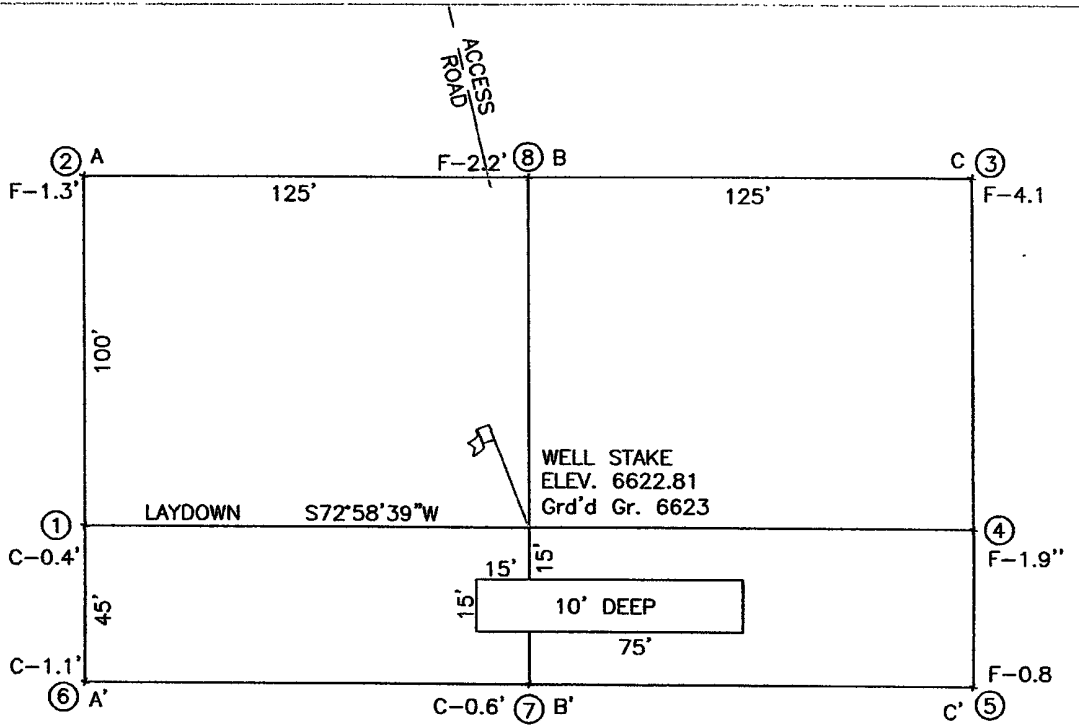 ACCESS
ROAD
② A
F-2.2' ⑧ B
C ③
F-1.3'
125'
125'
F-4.1
100'
WELL STAKE
ELEV. 6622.81
Grd'd Gr. 6623
① LAYDOWN S72°58'39"W
④
C-0.4'
F-1.9"
15'
15'
45'
15'
10' DEEP
75'
C-1.1'
F-0.8
⑥ A'
C-0.6' ⑦ B'
C' ⑤